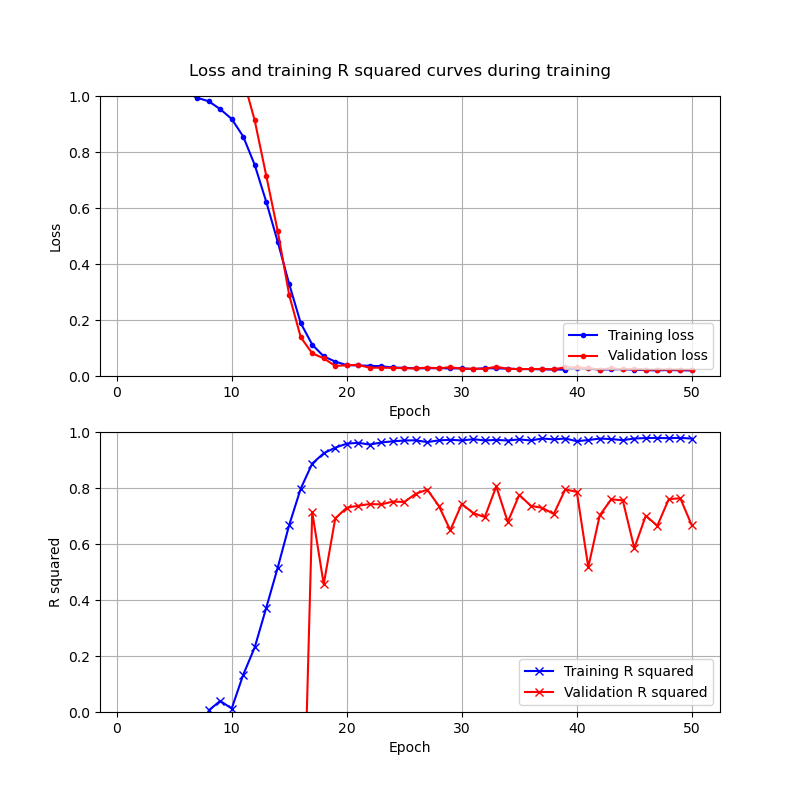 Loss and training R squared curves during training
1.0
0.8
0.6
0.4
0.2
0.0
Loss
Training loss
Validation loss
0 10 20 30 40 50
Epoch
1.0
0.8
0.6
0.4
0.2
0.0
R squared
Training R squared
Validation R squared
0 10 20 30 40 50
Epoch